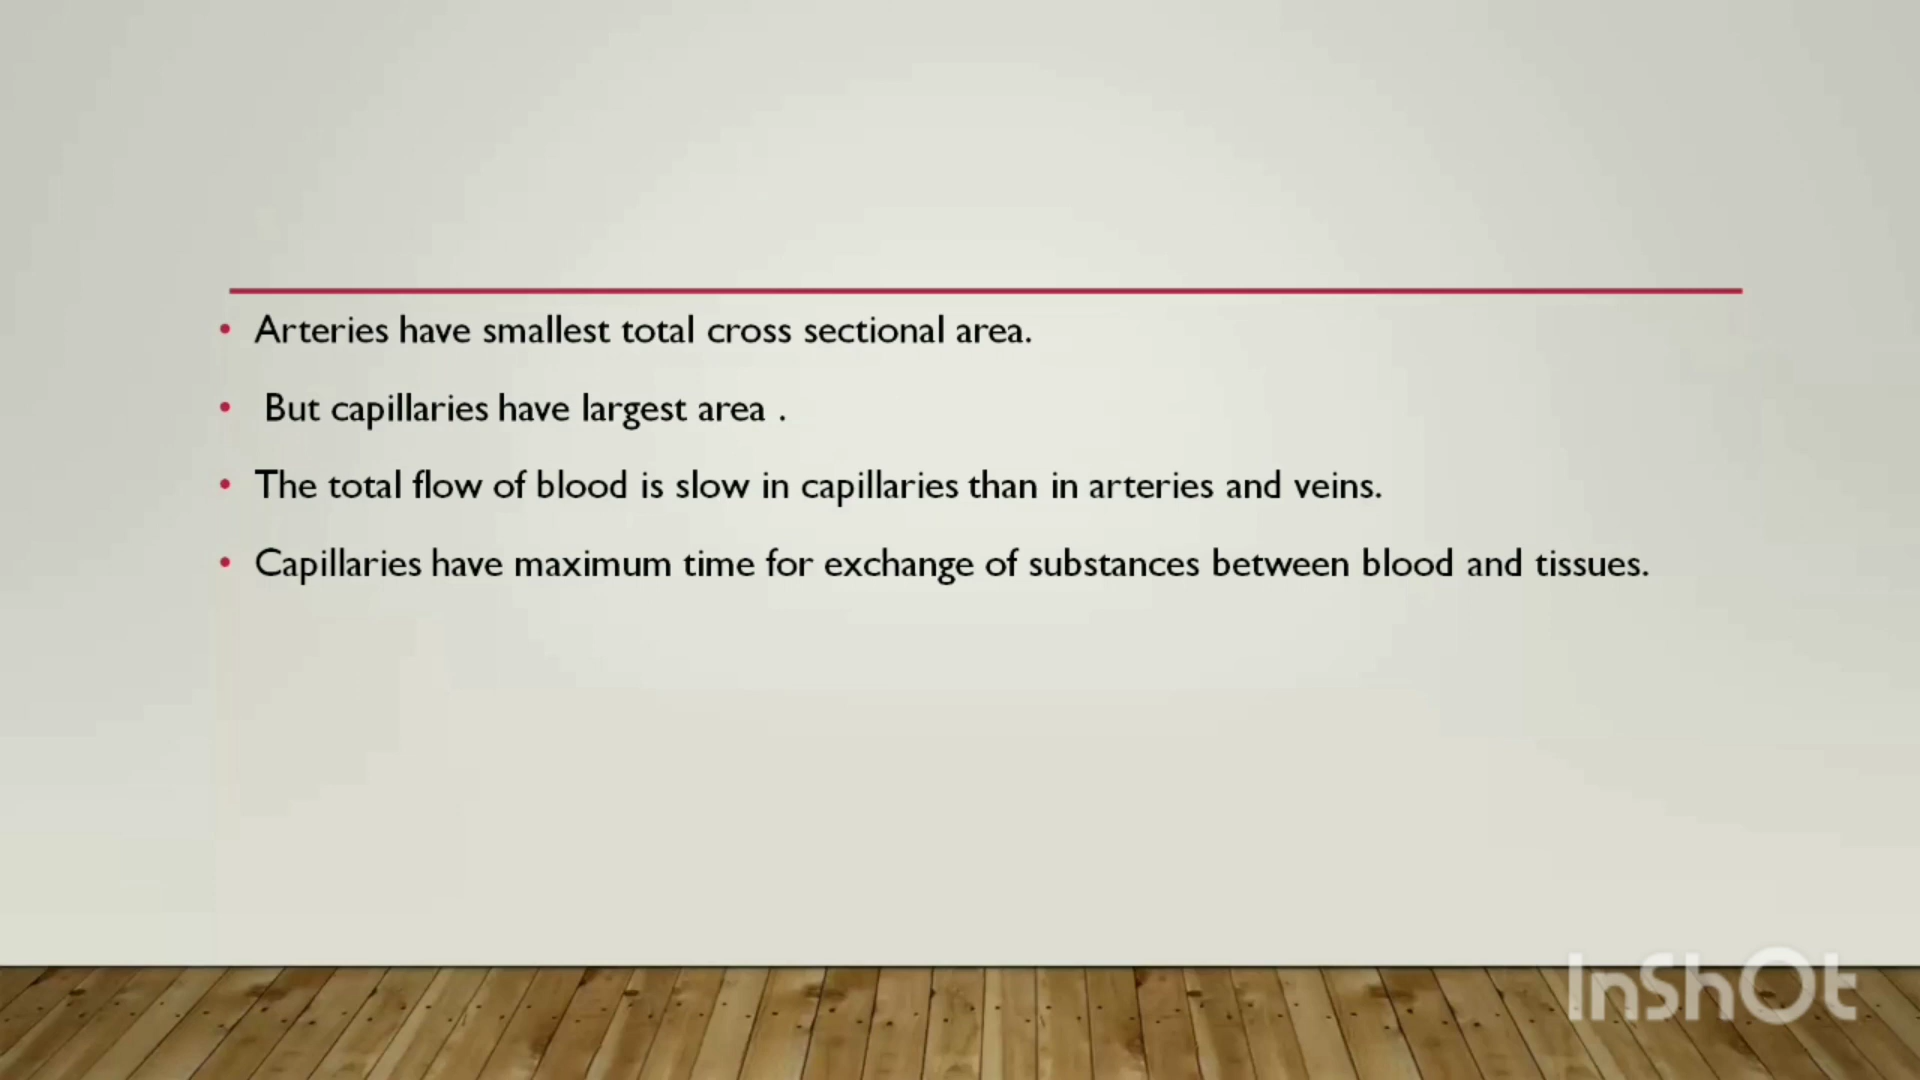 • Arteries have smallest total cross sectional area.
• But capillaries have largest area .
• The total flow of blood is slow in capillaries than in arteries and veins.
• Capillaries have maximum time for exchange of substances between blood and tissues.
InShOt